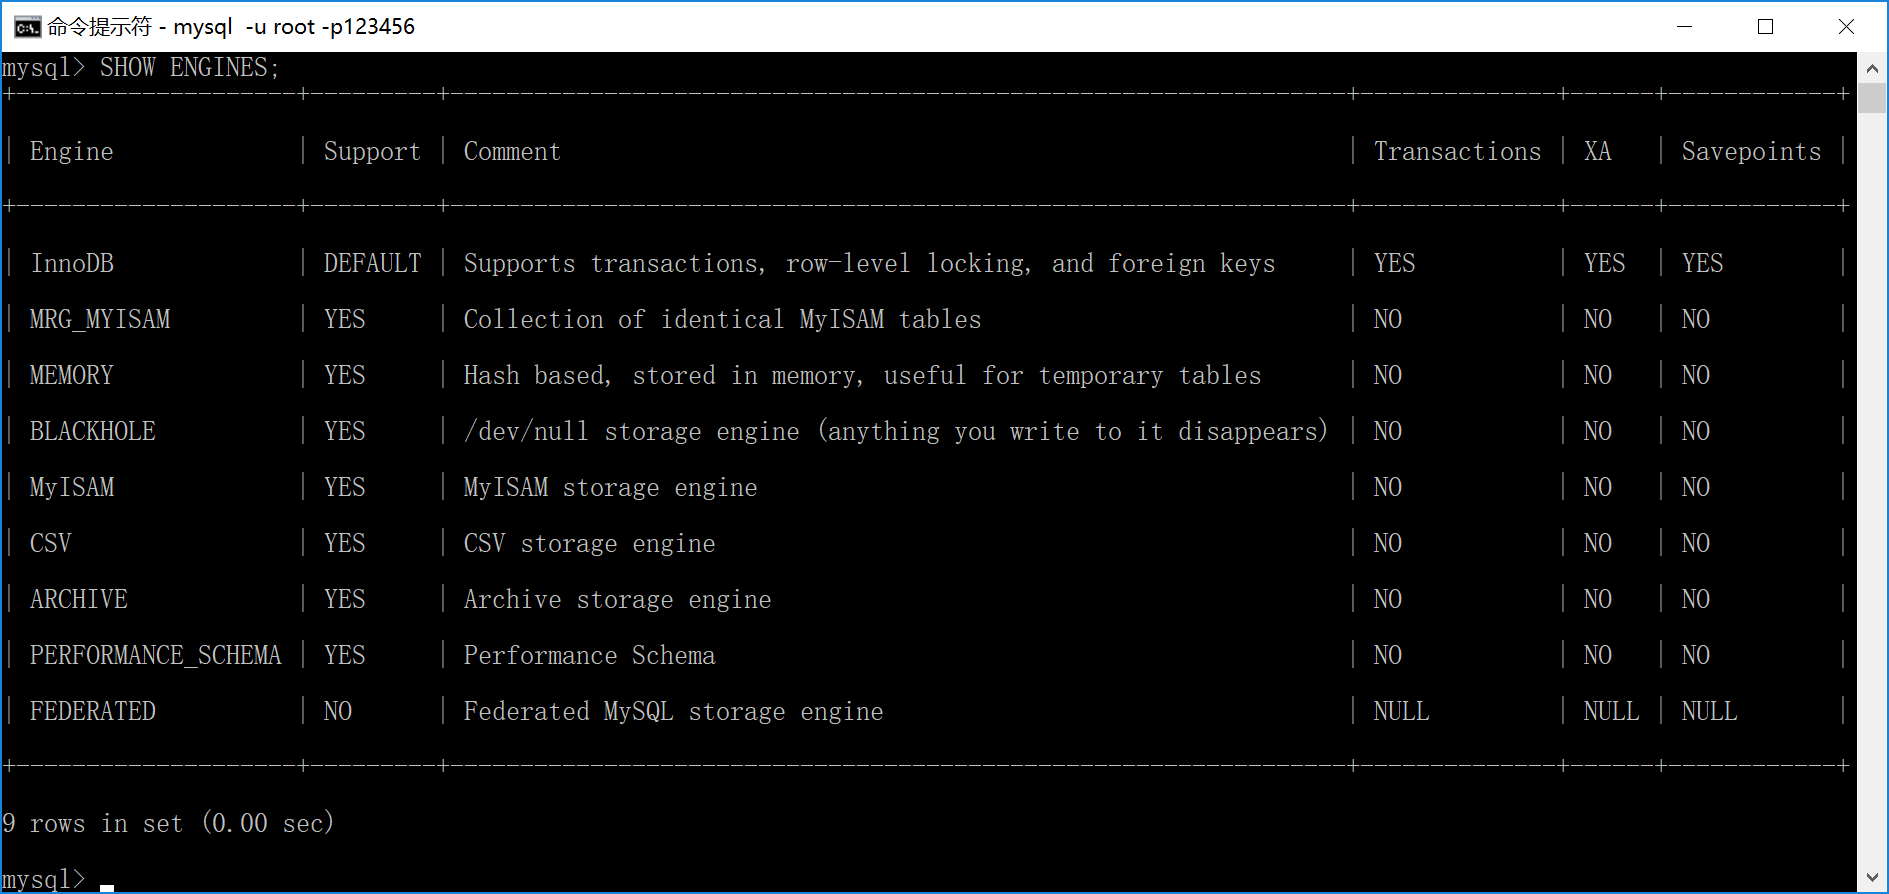 命令提示符 - mysql  -u root -p123456
mysql> SHOW ENGINES;
+--------------------+---------+----------------------------------------------------------------+--------------+------+------------+
| Engine             | Support | Comment                                                        | Transactions | XA   | Savepoints |
+--------------------+---------+----------------------------------------------------------------+--------------+------+------------+
| InnoDB             | DEFAULT | Supports transactions, row-level locking, and foreign keys     | YES          | YES  | YES        |
| MRG_MYISAM         | YES     | Collection of identical MyISAM tables                          | NO           | NO   | NO         |
| MEMORY             | YES     | Hash based, stored in memory, useful for temporary tables      | NO           | NO   | NO         |
| BLACKHOLE          | YES     | /dev/null storage engine (anything you write to it disappears) | NO           | NO   | NO         |
| MyISAM             | YES     | MyISAM storage engine                                          | NO           | NO   | NO         |
| CSV                | YES     | CSV storage engine                                             | NO           | NO   | NO         |
| ARCHIVE            | YES     | Archive storage engine                                         | NO           | NO   | NO         |
| PERFORMANCE_SCHEMA | YES     | Performance Schema                                             | NO           | NO   | NO         |
| FEDERATED          | NO      | Federated MySQL storage engine                                 | NULL         | NULL | NULL       |
+--------------------+---------+----------------------------------------------------------------+--------------+------+------------+
9 rows in set (0.00 sec)
mysql>